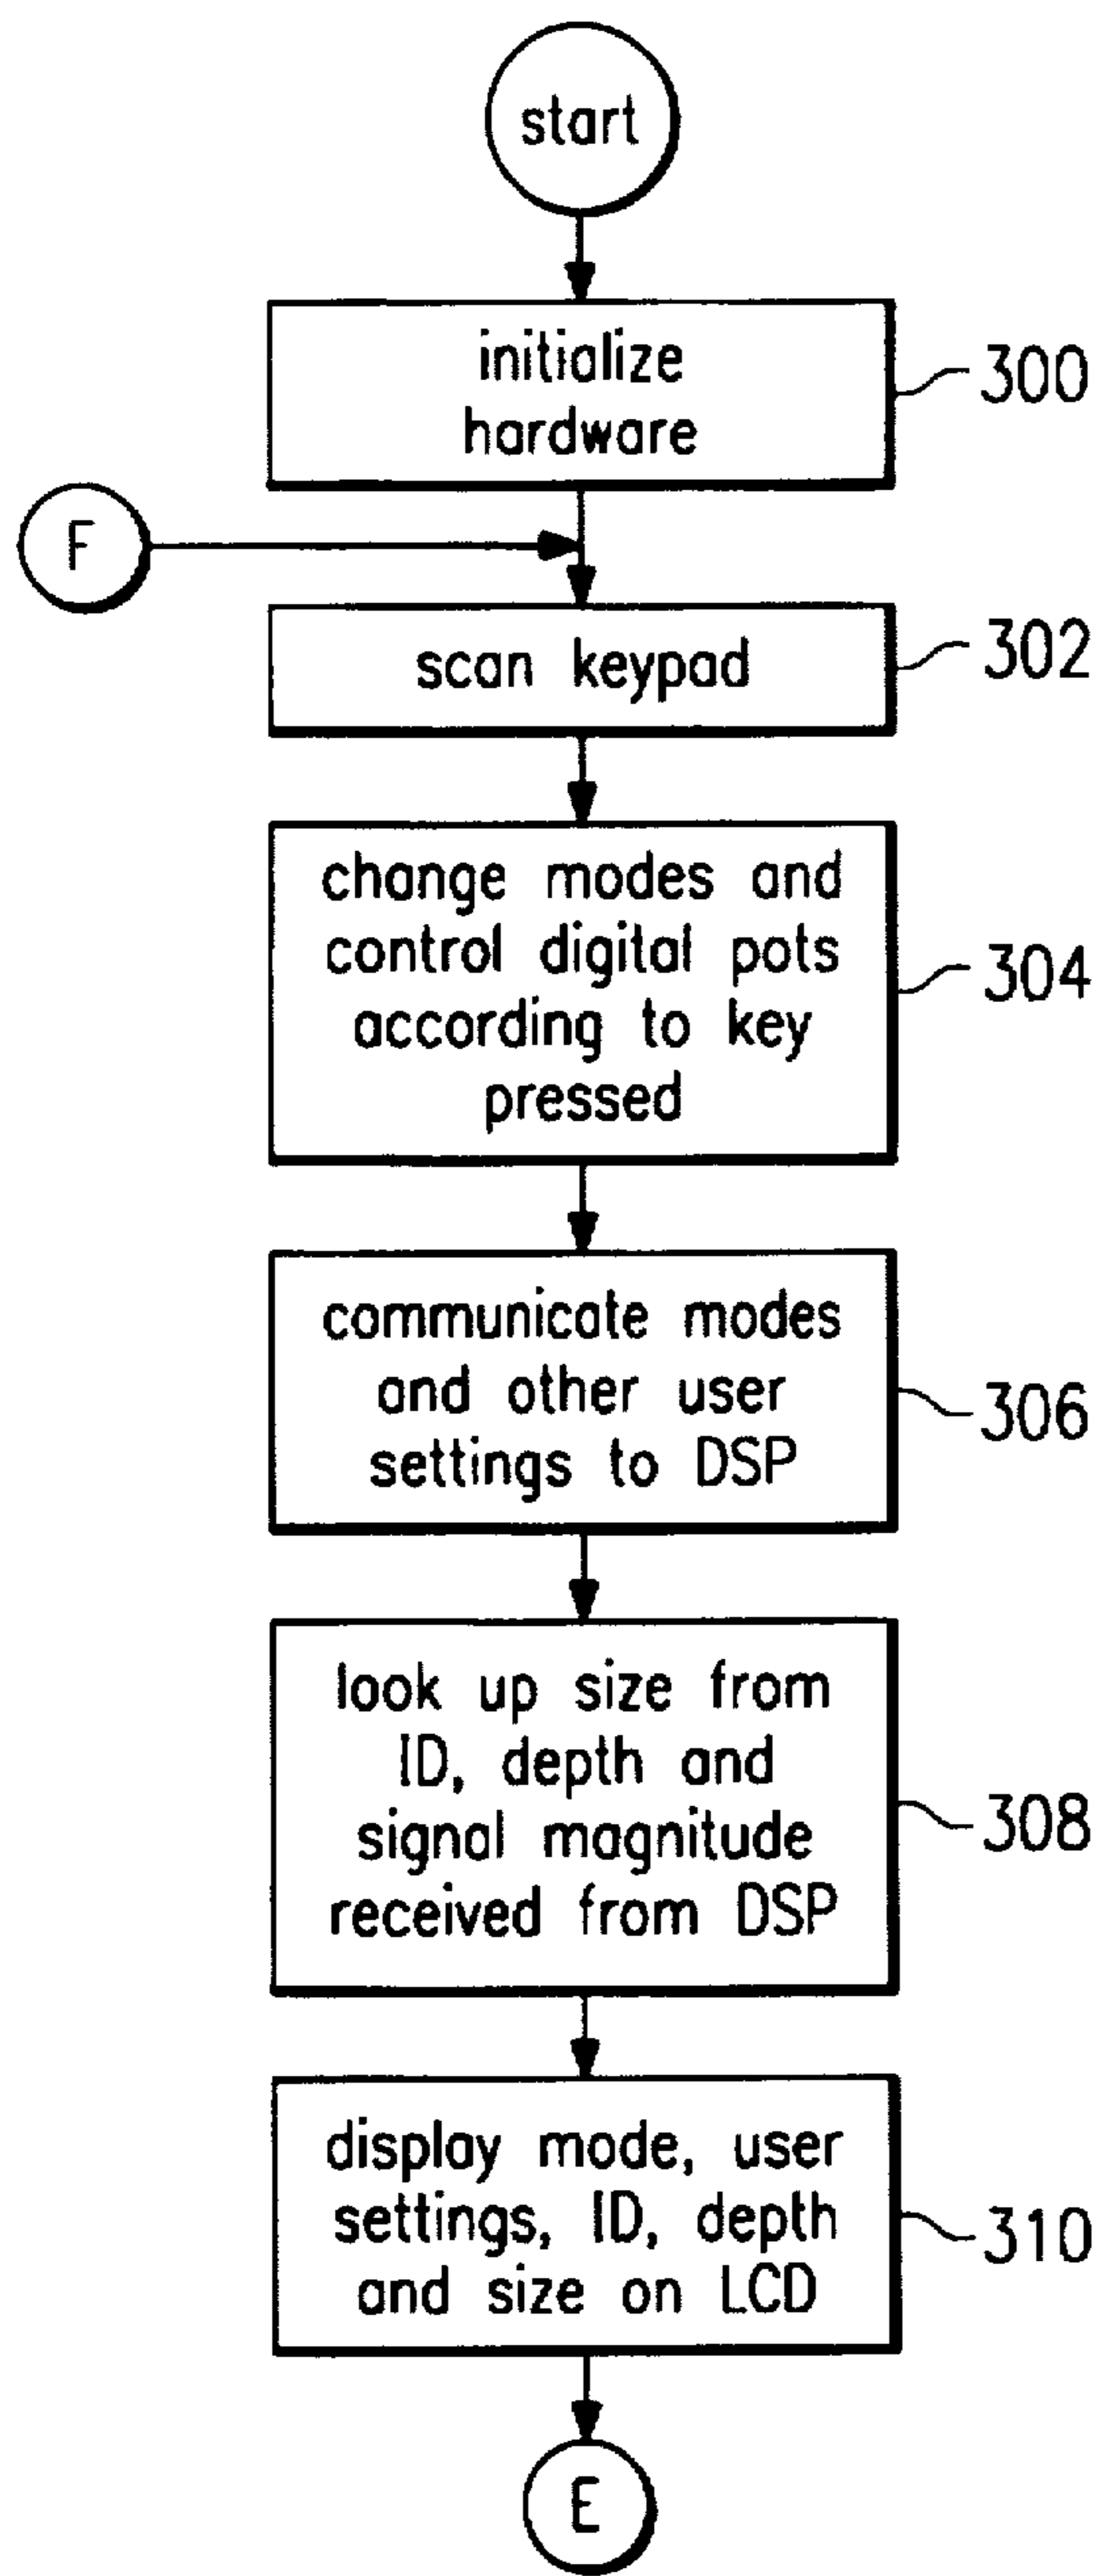 start
initialize
hardware
300
F
scan keypad
302
change modes and
control digital pots
according to key
pressed
304
communicate modes
and other user
settings to DSP
306
look up size from
ID, depth and
signal magnitude
received from DSP
308
display mode, user
settings, ID, depth
and size on LCD
310
E